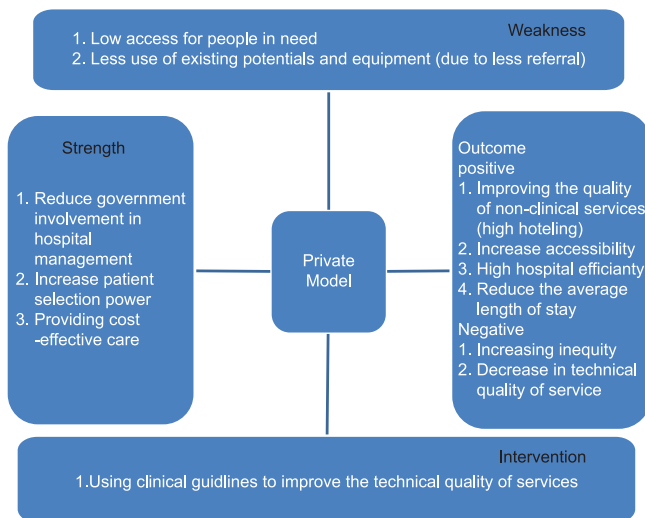 Weakness
1. Low access for people in need
2. Less use of existing potentials and equipment (due to less referral)
Strength
1. Reduce government
involvement in
hospital
management
2. Increase patient
selection power
3. Providing cost
-effective care
Private
Model
Outcome
positive
1. Improving the quality
of non-clinical services
(high hoteling)
2. Increase accessibility
3. High hospital efficianty
4. Reduce the average
length of stay
Negative
1. Increasing inequity
2. Decrease in technical
quality of service
Intervention
1.Using clinical guidlines to improve the technical quality of services